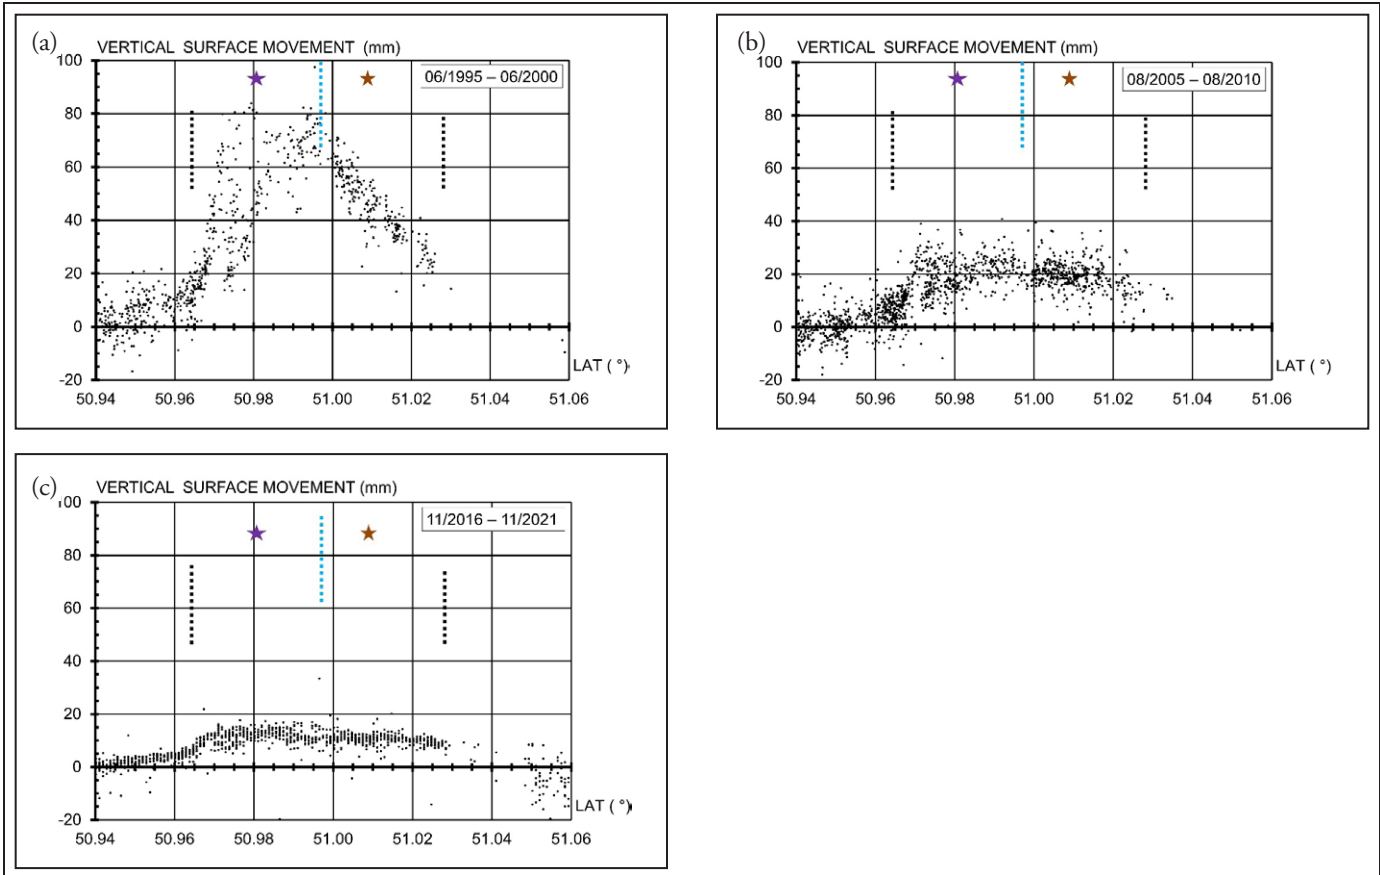 (a)
VERTICAL SURFACE MOVEMENT (mm)
06/1995 – 06/2000
100
80
60
40
20
0
-20
LAT ( °)
50.94 50.96 50.98 51.00 51.02 51.04 51.06
(b)
VERTICAL SURFACE MOVEMENT (mm)
08/2005 – 08/2010
100
80
60
40
20
0
-20
LAT ( °)
50.94 50.96 50.98 51.00 51.02 51.04 51.06
(c)
VERTICAL SURFACE MOVEMENT (mm)
11/2016 – 11/2021
100
80
60
40
20
0
-20
LAT ( °)
50.94 50.96 50.98 51.00 51.02 51.04 51.06